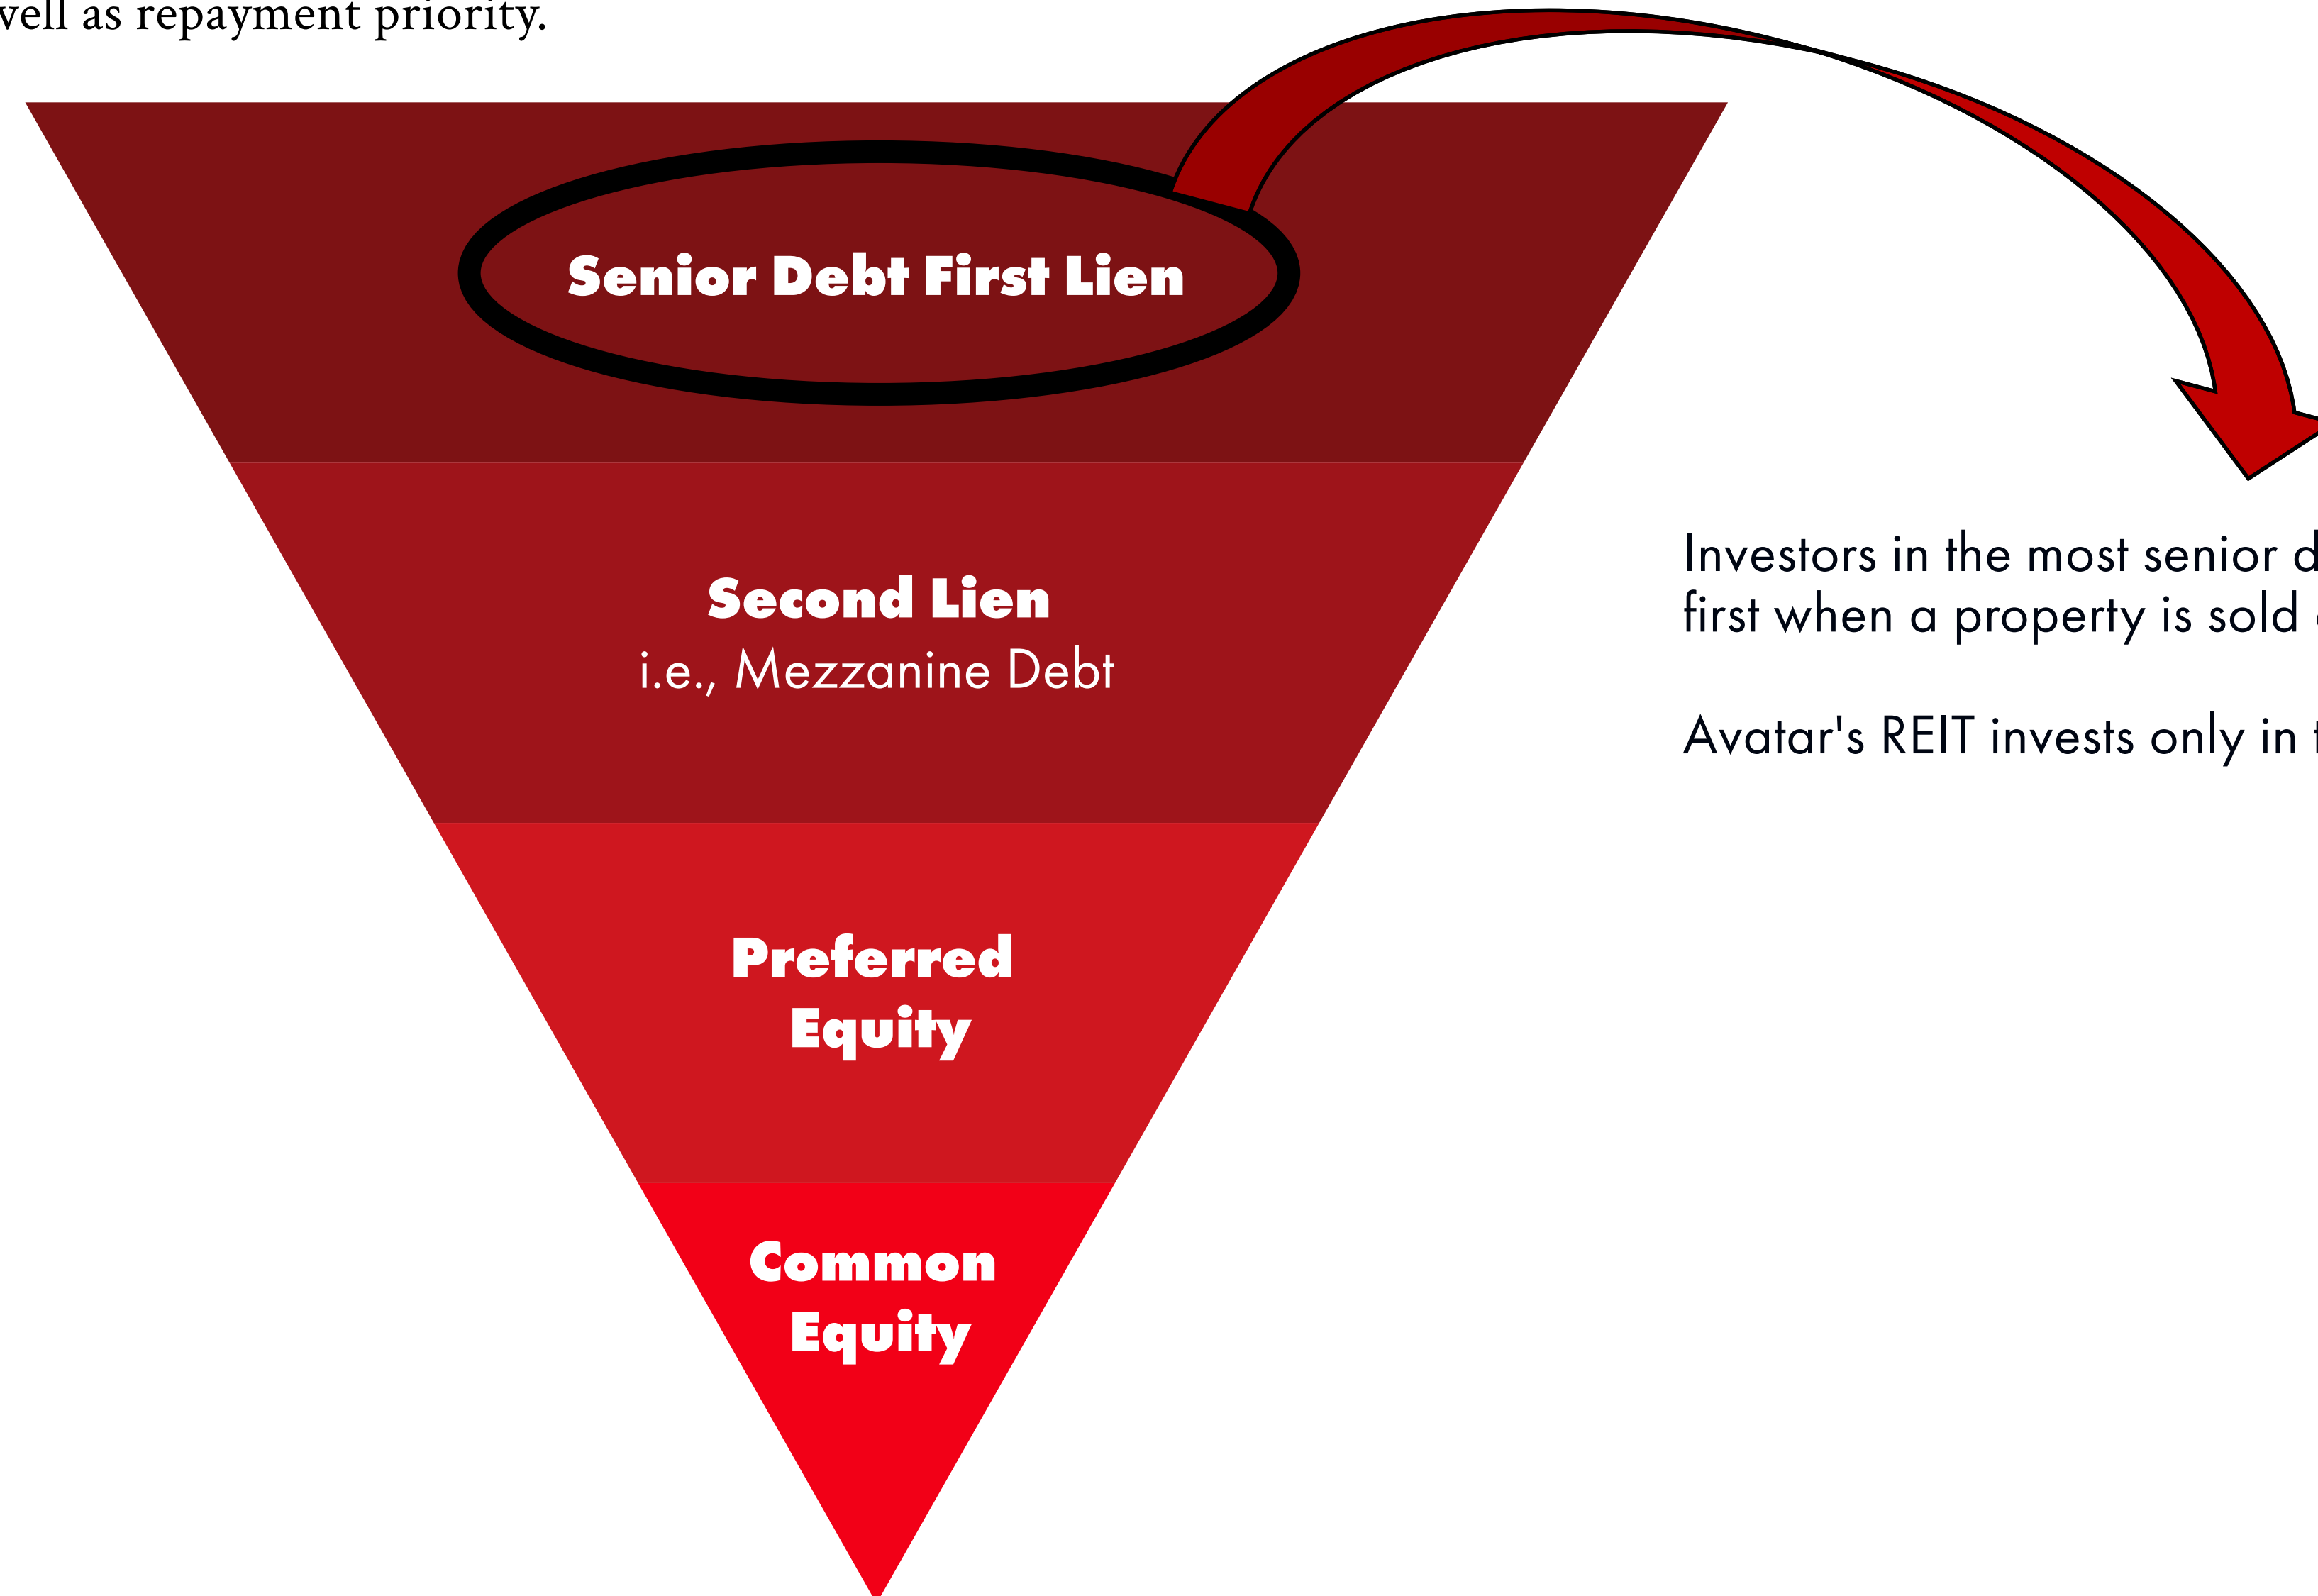 well as repayment priority.
Senior Debt First Lien
Second Lien
i.e., Mezzanine Debt
Preferred
Equity
Common
Equity
Investors in the most senior
first when a property is sold
Avatar's REIT invests only in